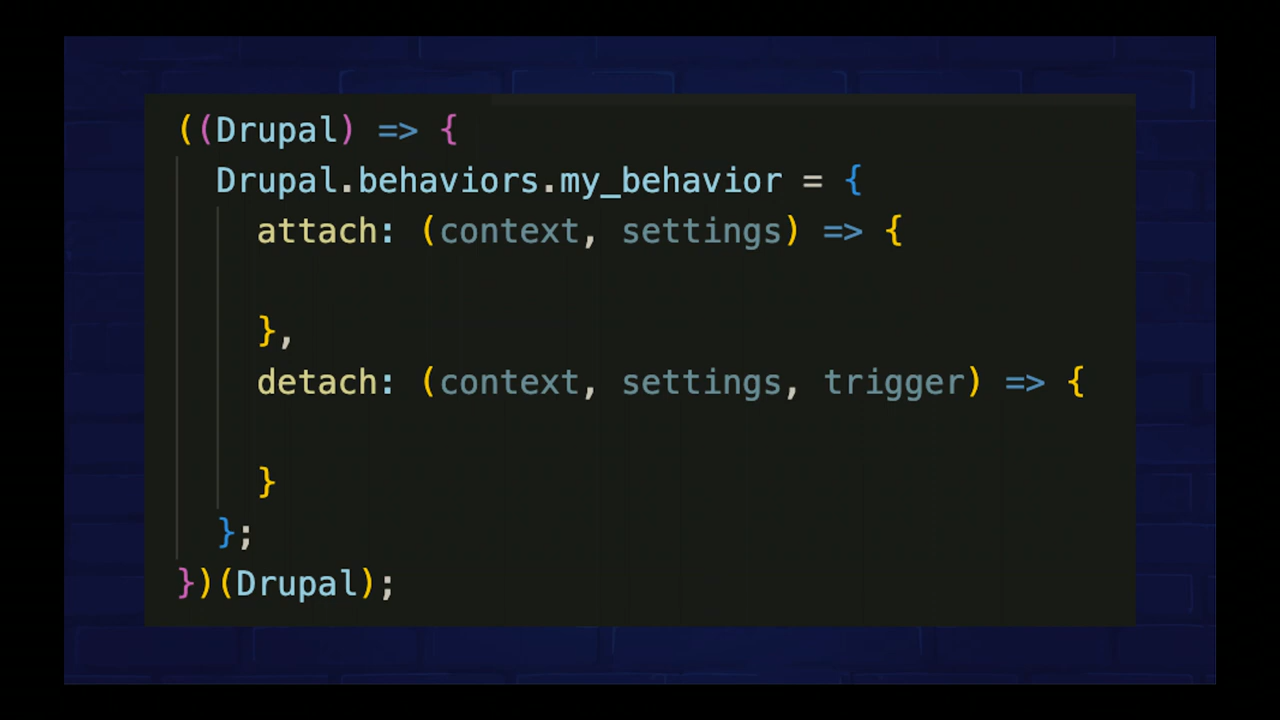 ((Drupal) => {
  Drupal.behaviors.my_behavior = {
    attach: (context, settings) => {

    },
    detach: (context, settings, trigger) => {

    }
  };
})(Drupal);